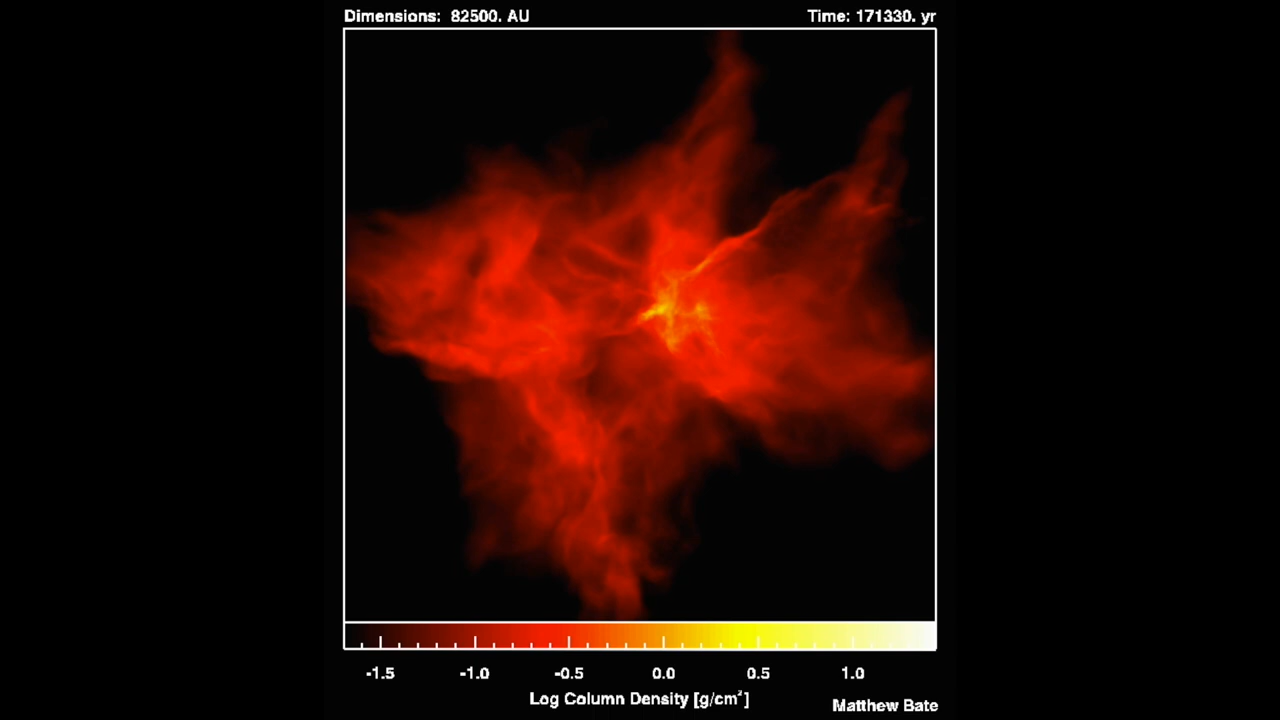 Dimensions: 82500. AU
Time: 171330. yr
-1.5 -1.0 -0.5 0.0 0.5 1.0
Log Column Density [g/cm²]
Matthew Bate